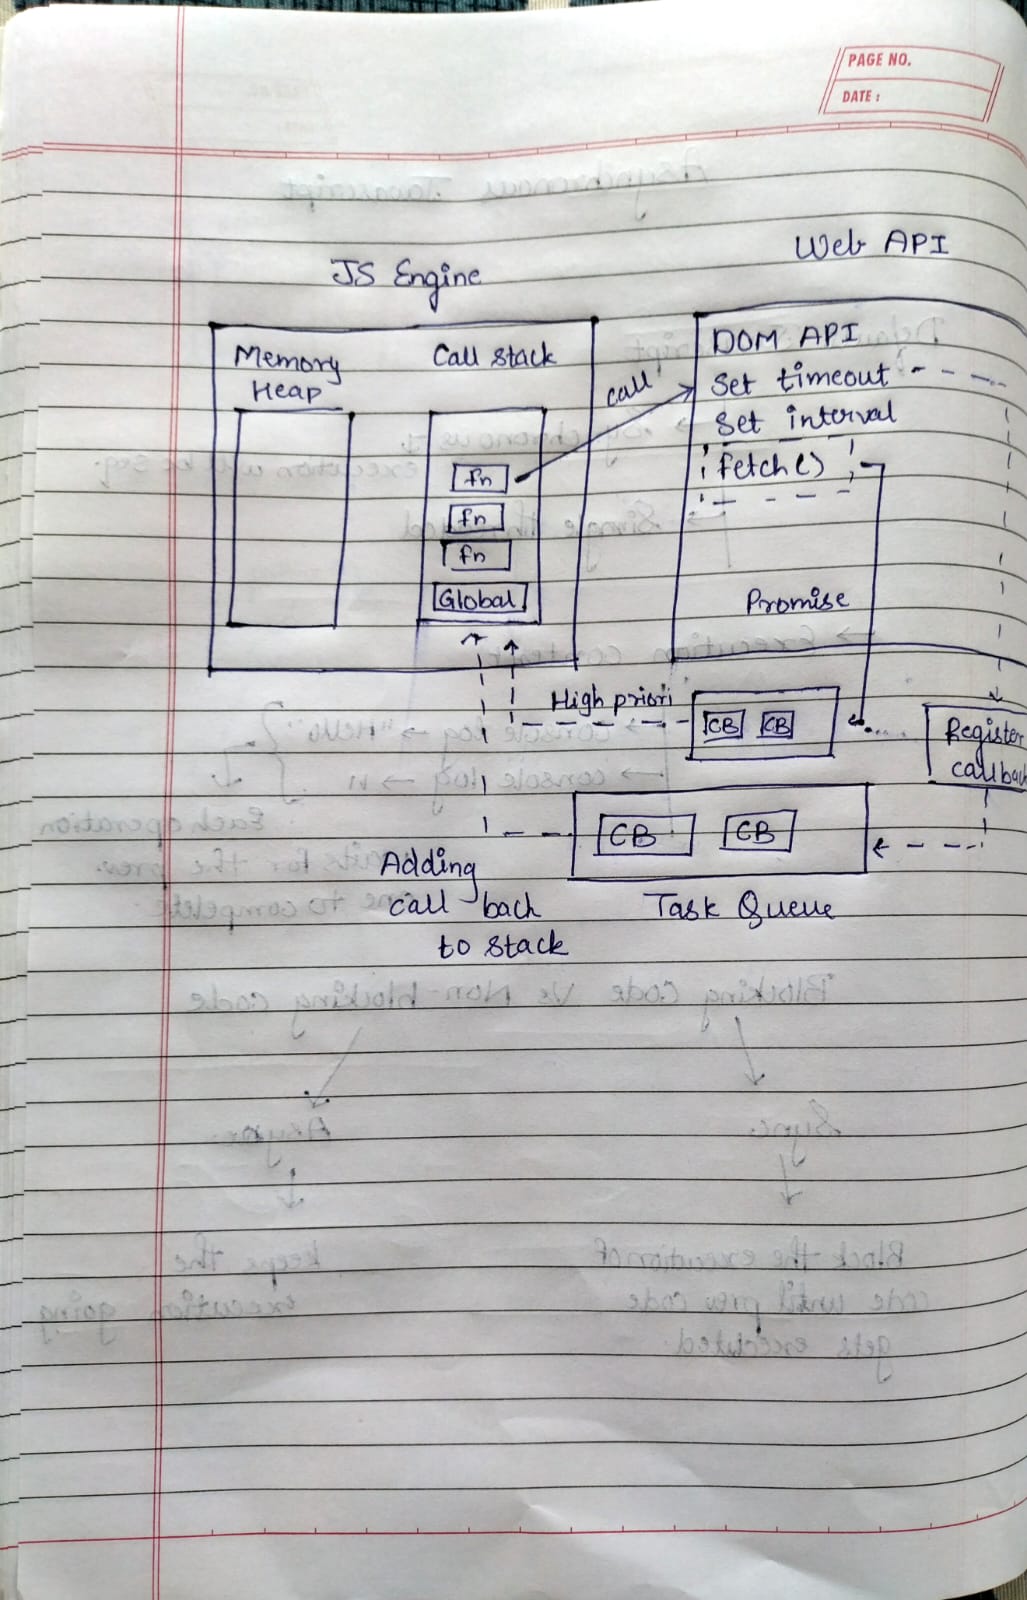 PAGE NO.
DATE :
Web API
JS Engine
Memory Heap
Call stack
fn
fn
fn
Global
call
DOM API
Set timeout
Set interval
fetch()
Promise
High priori
CB CB
Register
callback
CB CB
Adding
call back
to stack
Task Queue